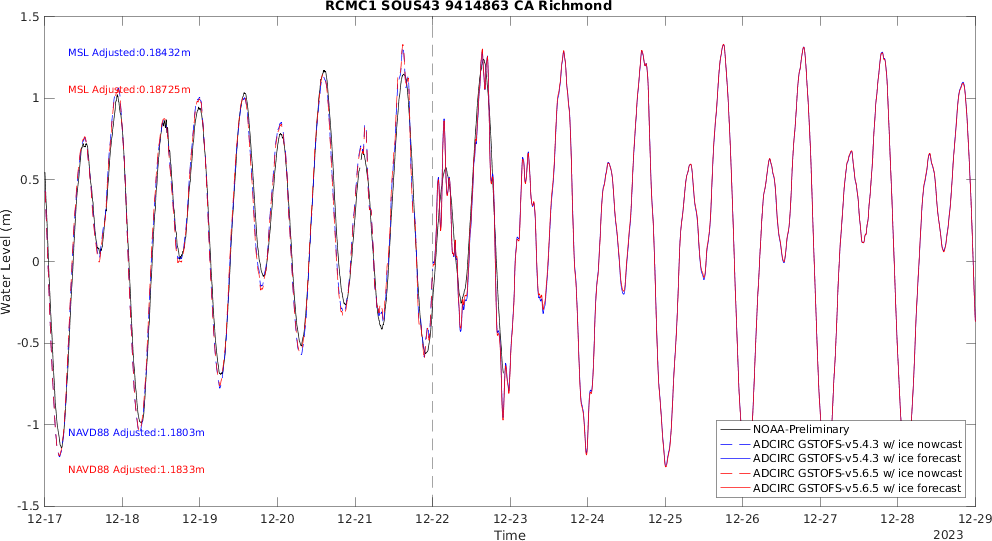 RCMC1 SOUS43 9414863 CA Richmond
1.5
1
0.5
0
-0.5
-1
-1.5
Water Level (m)
MSL Adjusted:0.18432m
MSL Adjusted:0.18725m
NAVD88 Adjusted:1.1803m
NAVD88 Adjusted:1.1833m
NOAA-Preliminary
ADCIRC GSTOFS-v5.4.3 w/ ice nowcast
ADCIRC GSTOFS-v5.4.3 w/ ice forecast
ADCIRC GSTOFS-v5.6.5 w/ ice nowcast
ADCIRC GSTOFS-v5.6.5 w/ ice forecast
12-17 12-18 12-19 12-20 12-21 12-22 12-23 12-24 12-25 12-26 12-27 12-28 12-29
Time
2023